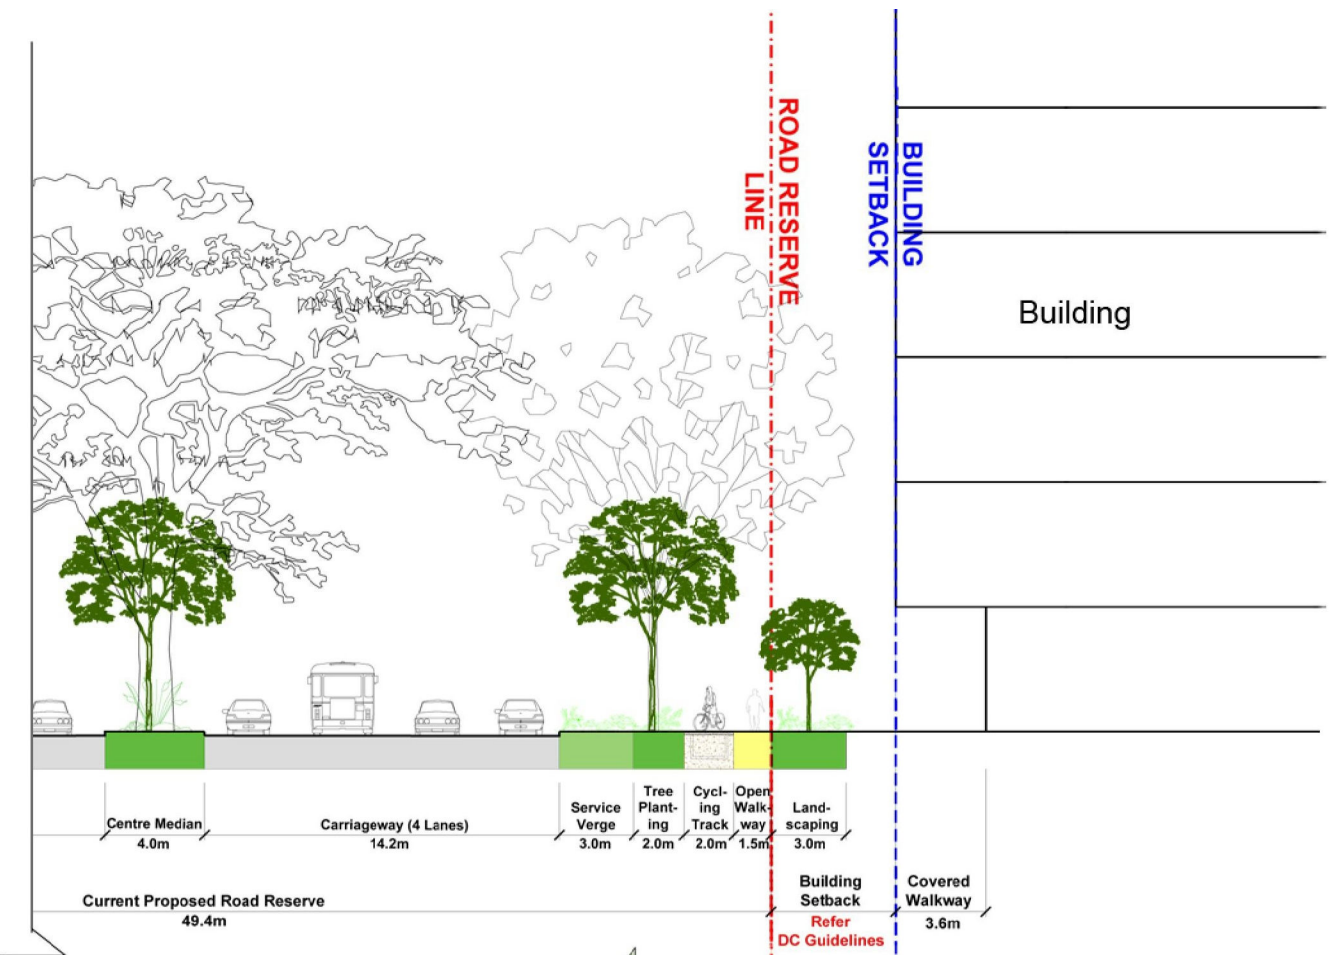 ROAD RESERVE
LINE
BUILDING
SETBACK
Building
Centre Median
4.0m
Carriageway (4 Lanes)
14.2m
Service
Verge
3.0m
Tree
Plant-
ing
2.0m
Cycl-
ing
Track
2.0m
Open
Walk-
way
1.5m
Land-
scaping
3.0m
Current Proposed Road Reserve
49.4m
Building
Setback
Refer
DC Guidelines
Covered
Walkway
3.6m